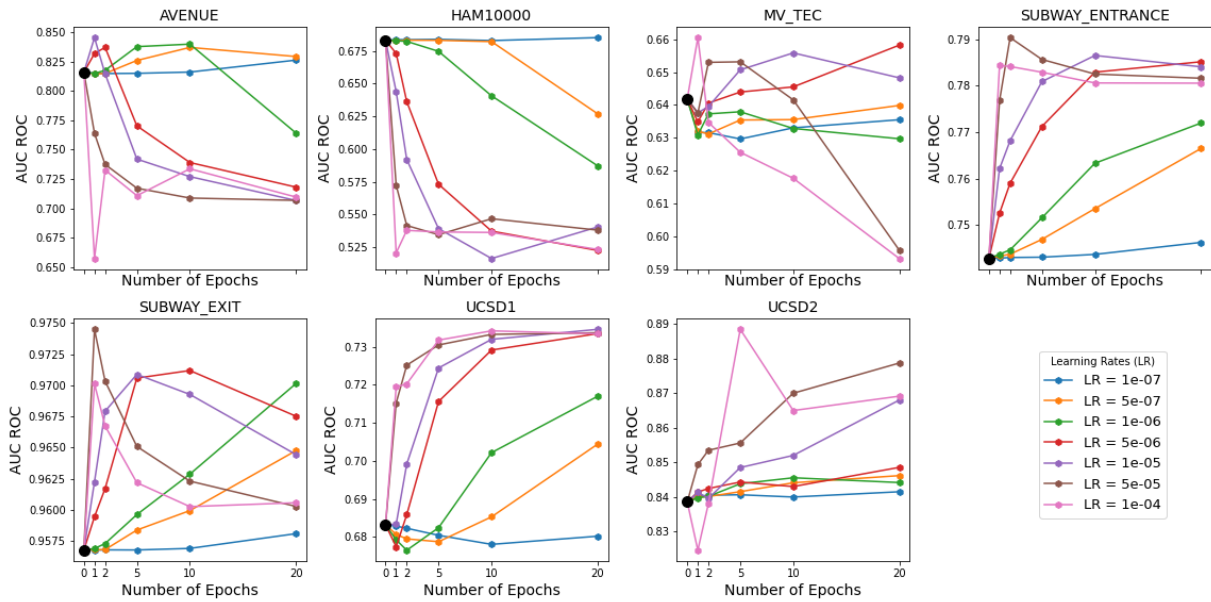 AVENUE
HAM10000
MV_TEC
SUBWAY_ENTRANCE
AUC ROC
0.850
0.825
0.800
0.775
0.750
0.725
0.700
0.675
0.650
Number of Epochs
AUC ROC
0.675
0.650
0.625
0.600
0.575
0.550
0.525
Number of Epochs
AUC ROC
0.66
0.65
0.64
0.63
0.62
0.61
0.60
0.59
Number of Epochs
AUC ROC
0.79
0.78
0.77
0.76
0.75
Number of Epochs
SUBWAY_EXIT
UCSD1
UCSD2
AUC ROC
0.9750
0.9725
0.9700
0.9675
0.9650
0.9625
0.9600
0.9575
0 1 2 5 10 20
Number of Epochs
AUC ROC
0.73
0.72
0.71
0.70
0.69
0.68
0 1 2 5 10 20
Number of Epochs
AUC ROC
0.89
0.88
0.87
0.86
0.85
0.84
0.83
0 1 2 5 10 20
Number of Epochs
Learning Rates (LR)
LR = 1e-07
LR = 5e-07
LR = 1e-06
LR = 5e-06
LR = 1e-05
LR = 5e-05
LR = 1e-04